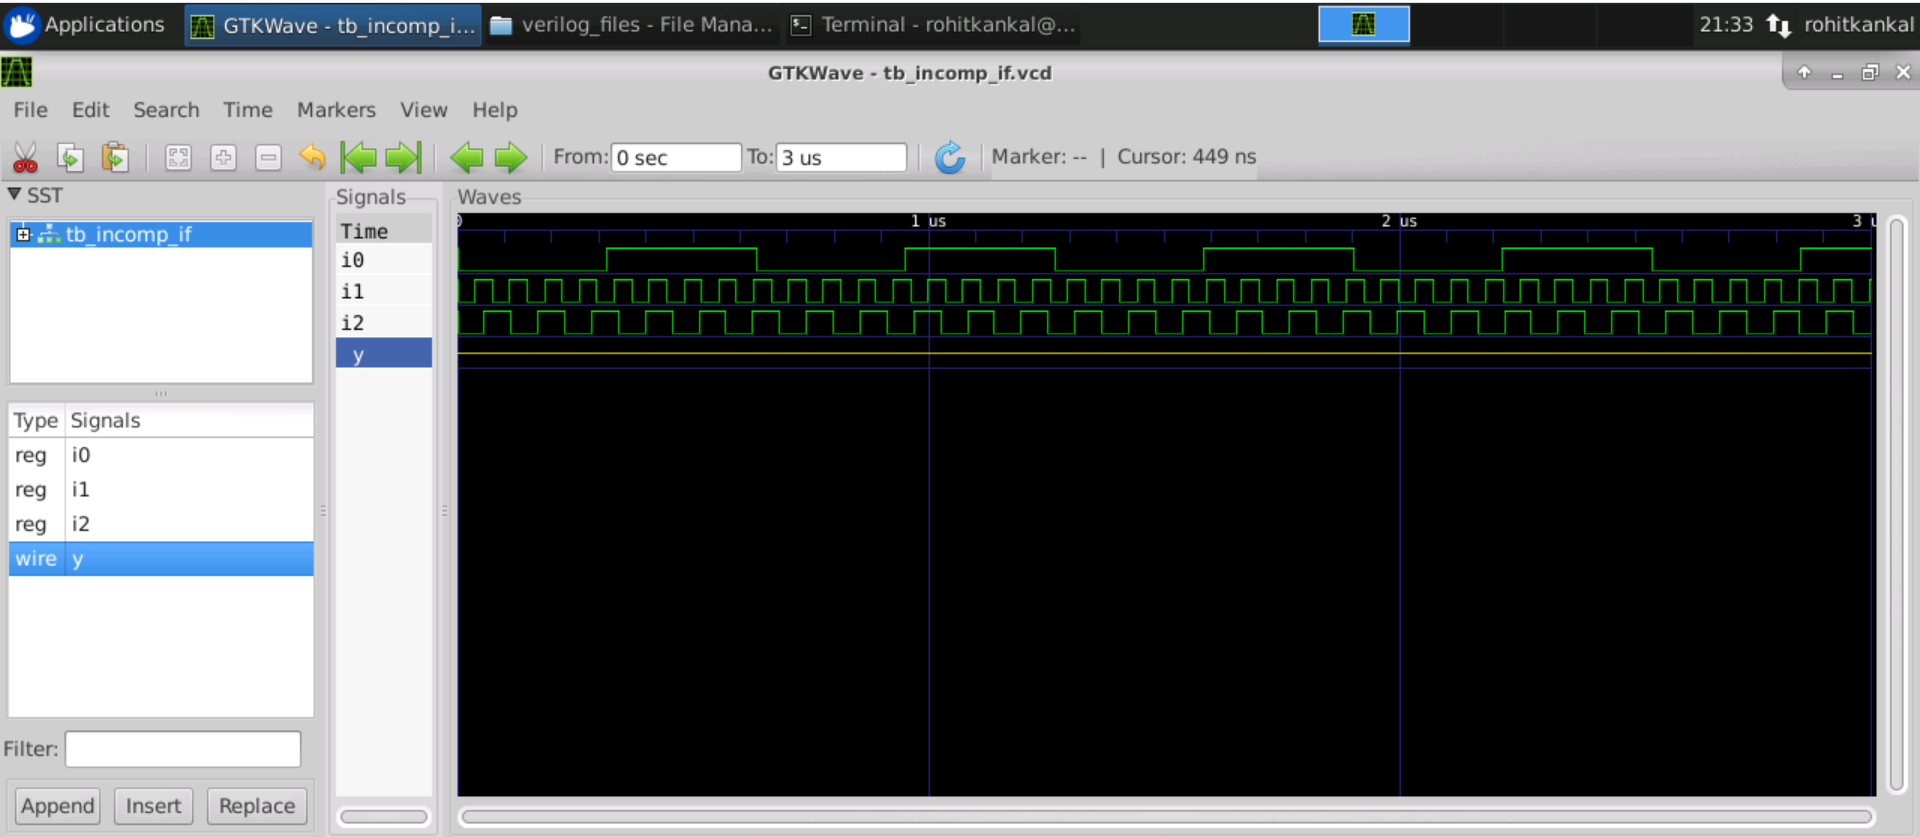 Applications GTKWave - tb_incomp_i... verilog_files - File Mana... Terminal - rohitkankal@... 21:33 rohitkankal
GTKWave - tb_incomp_if.vcd
File Edit Search Time Markers View Help
From: 0 sec To: 3 us Marker: -- | Cursor: 449 ns
SST
tb_incomp_if
Type Signals
reg i0
reg i1
reg i2
wire y
Filter:
Append Insert Replace
Signals
Time
i0
i1
i2
y
Waves
1 us 2 us 3